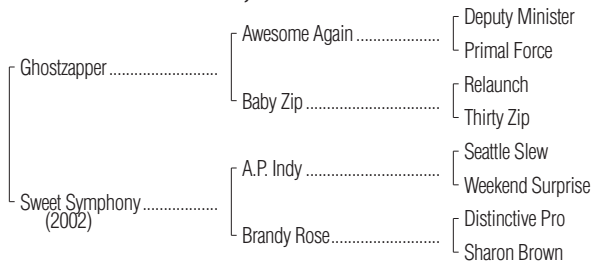 Deputy Minister
Awesome Again ....................
Primal Force
Ghostzapper ..........................
Relaunch
Baby Zip ................................
Thirty Zip
Seattle Slew
A.P. Indy ................................
Weekend Surprise
Sweet Symphony ..................
(2002)
Distinctive Pro
Brandy Rose..........................
Sharon Brown